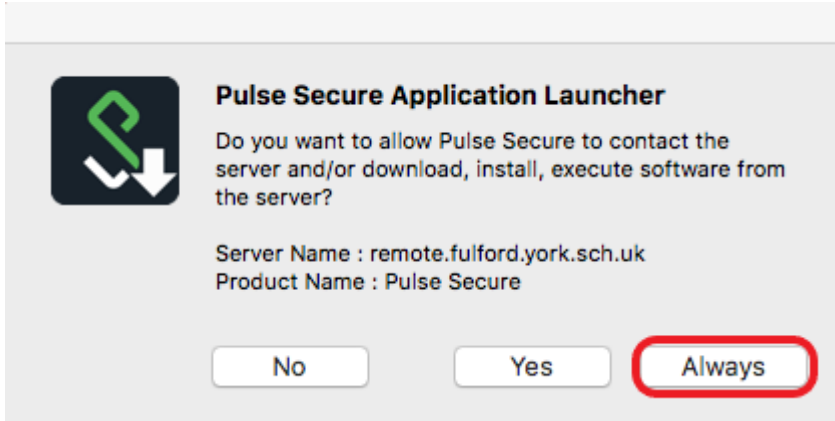 Pulse Secure Application Launcher
Do you want to allow Pulse Secure to contact the
server and/or download, install, execute software from
the server?
Server Name : remote.fulford.york.sch.uk
Product Name : Pulse Secure
No Yes Always